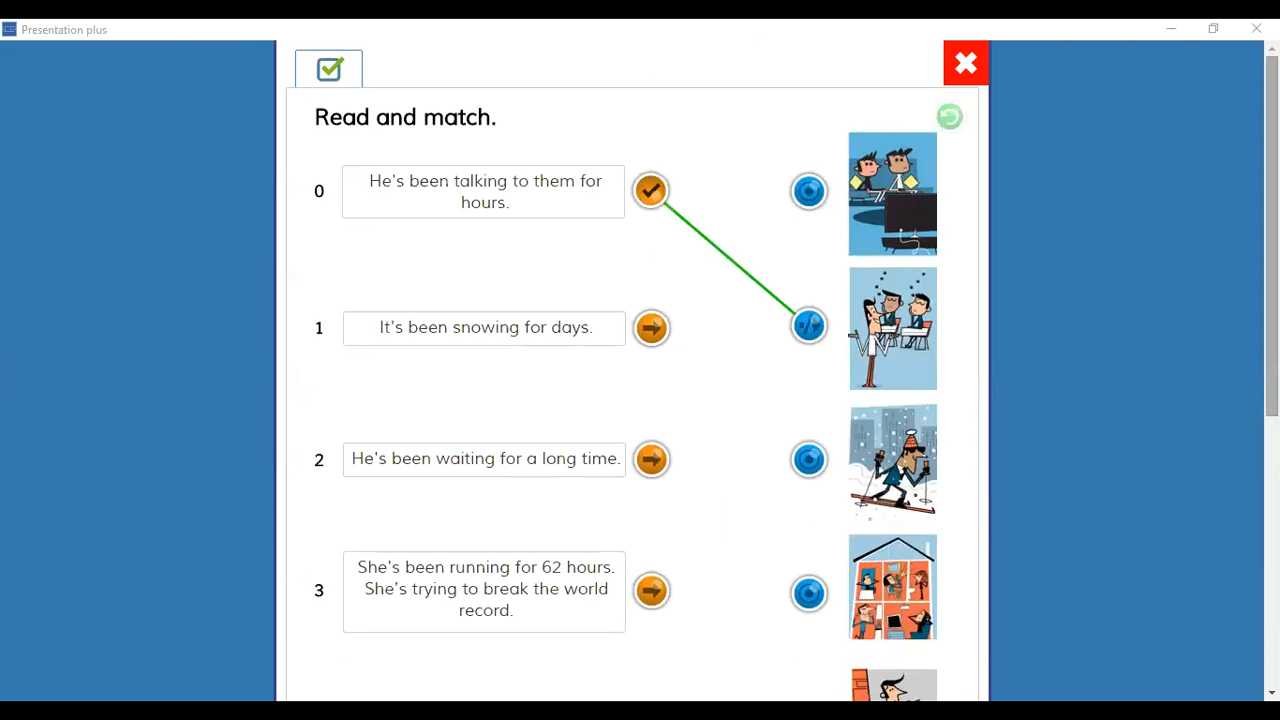 Presentation plus
Read and match.
0
He's been talking to them for
hours.
1
It's been snowing for days.
2
He's been waiting for a long time.
3
She's been running for 62 hours.
She's trying to break the world
record.